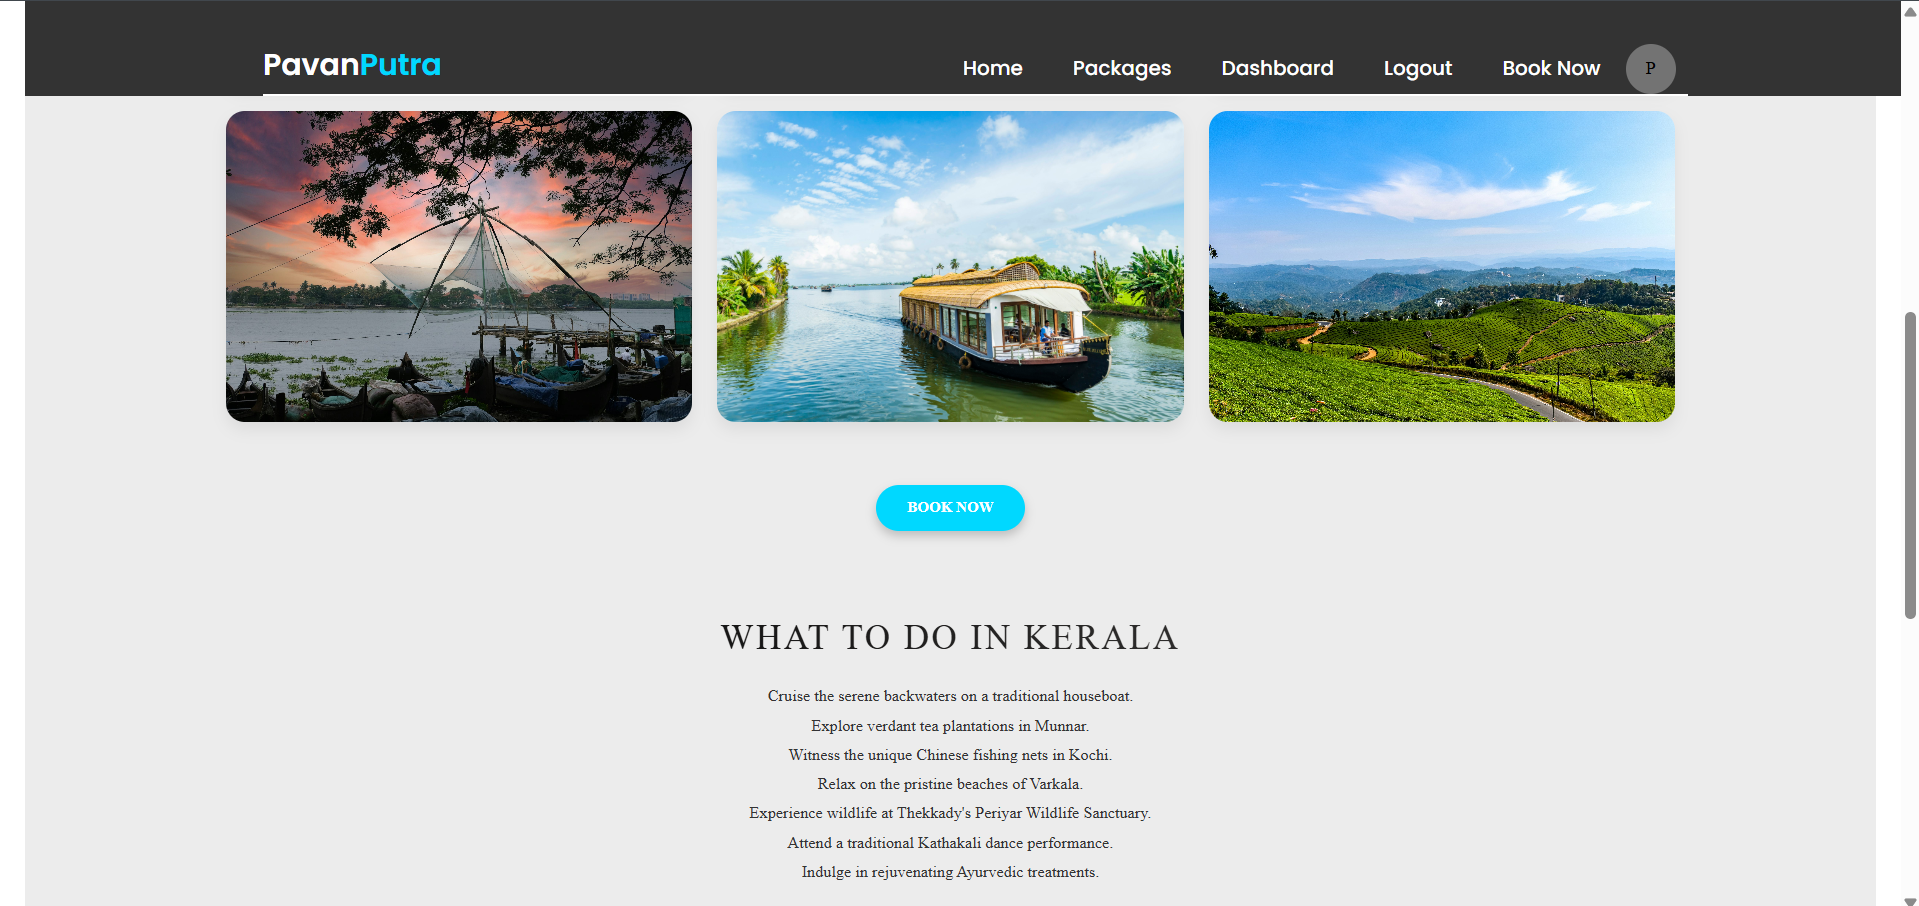 PavanPutra
Home Packages Dashboard Logout Book Now P
BOOK NOW
WHAT TO DO IN KERALA
Cruise the serene backwaters on a traditional houseboat.
Explore verdant tea plantations in Munnar.
Witness the unique Chinese fishing nets in Kochi.
Relax on the pristine beaches of Varkala.
Experience wildlife at Thekkady's Periyar Wildlife Sanctuary.
Attend a traditional Kathakali dance performance.
Indulge in rejuvenating Ayurvedic treatments.